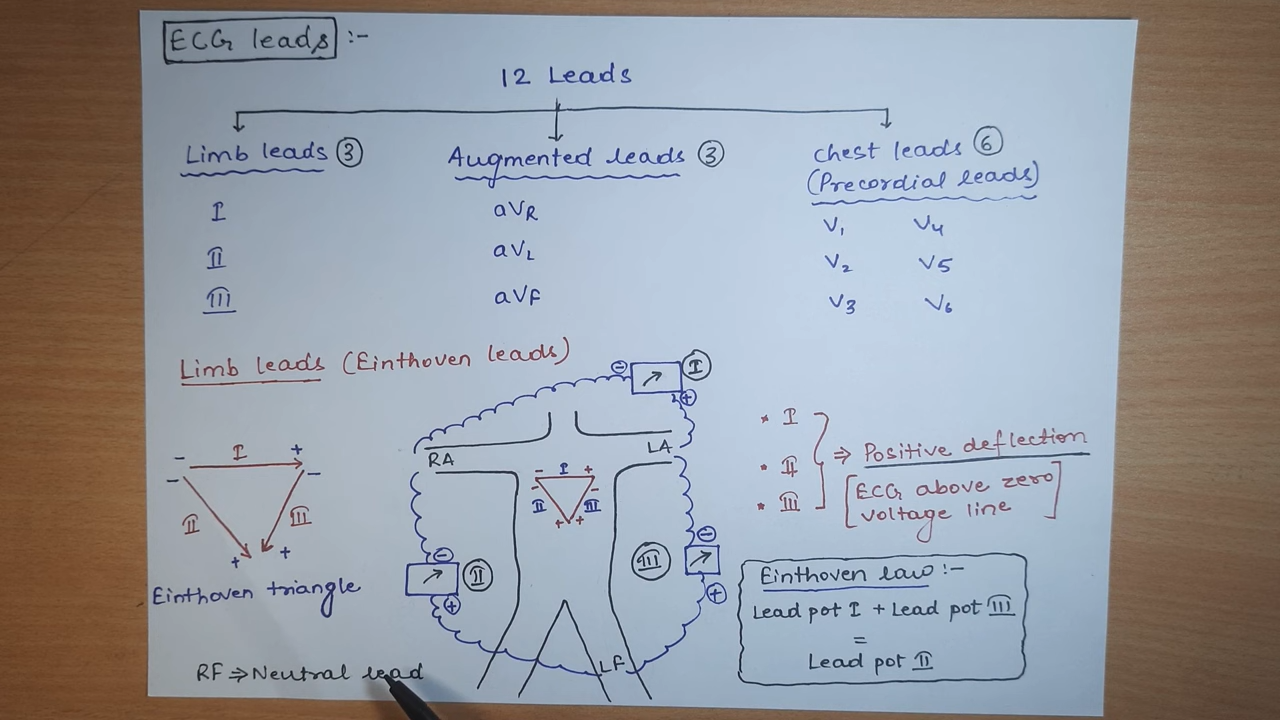 ECG leads :-
12 Leads
Limb leads ③
I
II
III
Augmented leads ③
aVR
aVL
aVF
chest leads ⑥
(Precordial leads)
V1 V4
V2 V5
V3 V6
Limb leads (Einthoven leads)
- I +
- -
II III
+ +
Einthoven triangle
RF ⇒ Neutral lead
⊖ I
⊕
RA LA
- I +
- -
II III
+ +
⊖ II
⊕
III ⊖
⊕
LF
* I
* II
* III
⇒ Positive deflection
[ECG above zero
voltage line]
Einthoven law :-
Lead pot I + Lead pot III
=
Lead pot II